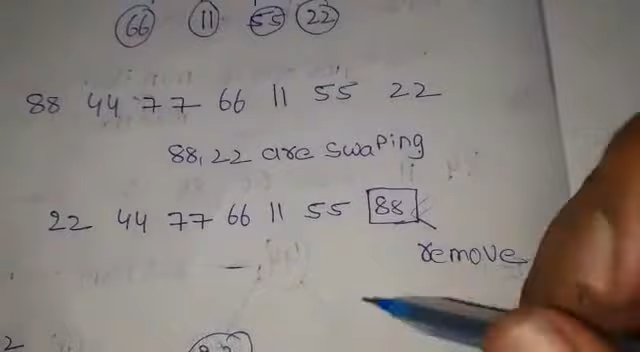 66 11 55 22
88 44 77 66 11 55 22
88, 22 are swaping
22 44 77 66 11 55 88
remove
2